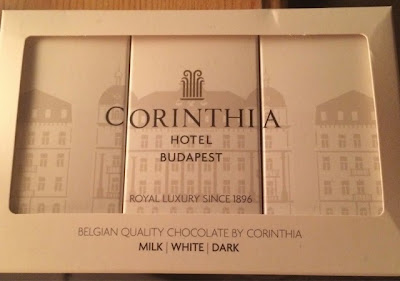 CORINTHIA
HOTEL
BUDAPEST
ROYAL LUXURY SINCE 1896
BELGIAN QUALITY CHOCOLATE BY CORINTHIA
MILK | WHITE | DARK